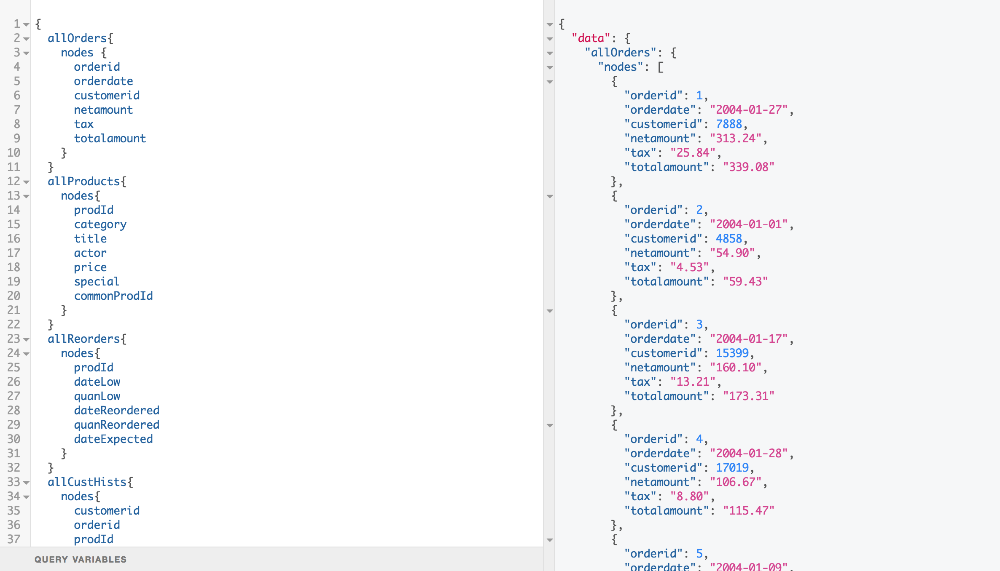 1 {
2 allOrders{
3 nodes {
4 orderid
5 orderdate
6 customerid
7 netamount
8 tax
9 totalamount
10 }
11 }
12 allProducts{
13 nodes{
14 prodId
15 category
16 title
17 actor
18 price
19 special
20 commonProdId
21 }
22 }
23 allReorders{
24 nodes{
25 prodId
26 dateLow
27 quanLow
28 dateReordered
29 quanReordered
30 dateExpected
31 }
32 }
33 allCustHists{
34 nodes{
35 customerid
36 orderid
37 prodId
QUERY VARIABLES
{
"data": {
"allOrders": {
"nodes": [
{
"orderid": 1,
"orderdate": "2004-01-27",
"customerid": 7888,
"netamount": "313.24",
"tax": "25.84",
"totalamount": "339.08"
},
{
"orderid": 2,
"orderdate": "2004-01-01",
"customerid": 4858,
"netamount": "54.90",
"tax": "4.53",
"totalamount": "59.43"
},
{
"orderid": 3,
"orderdate": "2004-01-17",
"customerid": 15399,
"netamount": "160.10",
"tax": "13.21",
"totalamount": "173.31"
},
{
"orderid": 4,
"orderdate": "2004-01-28",
"customerid": 17019,
"netamount": "106.67",
"tax": "8.80",
"totalamount": "115.47"
},
{
"orderid": 5,
"orderdate": "2004-01-09",